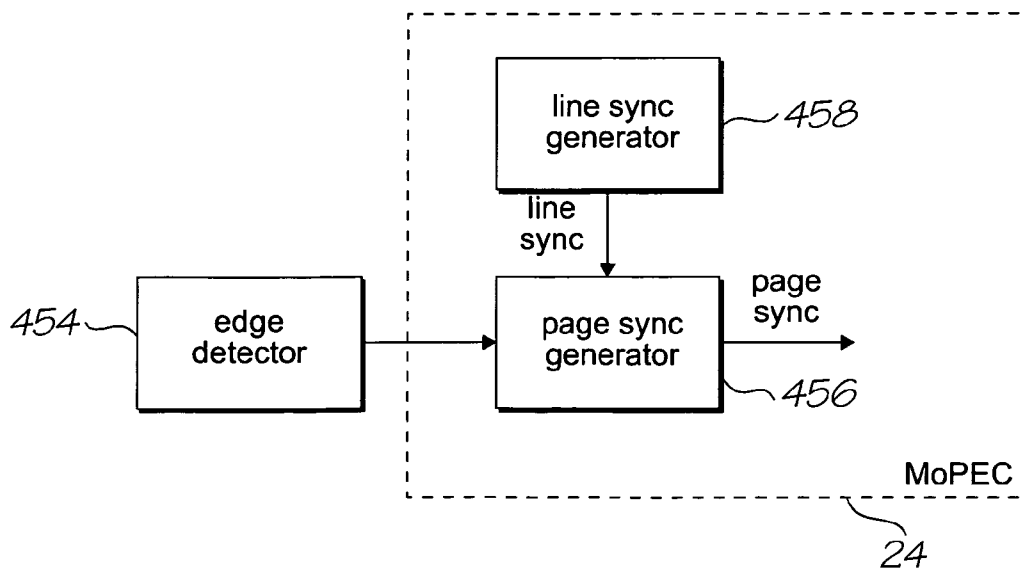 line sync
generator
458
line
sync
454
edge
detector
page sync
generator
page
sync
456
MoPEC
24